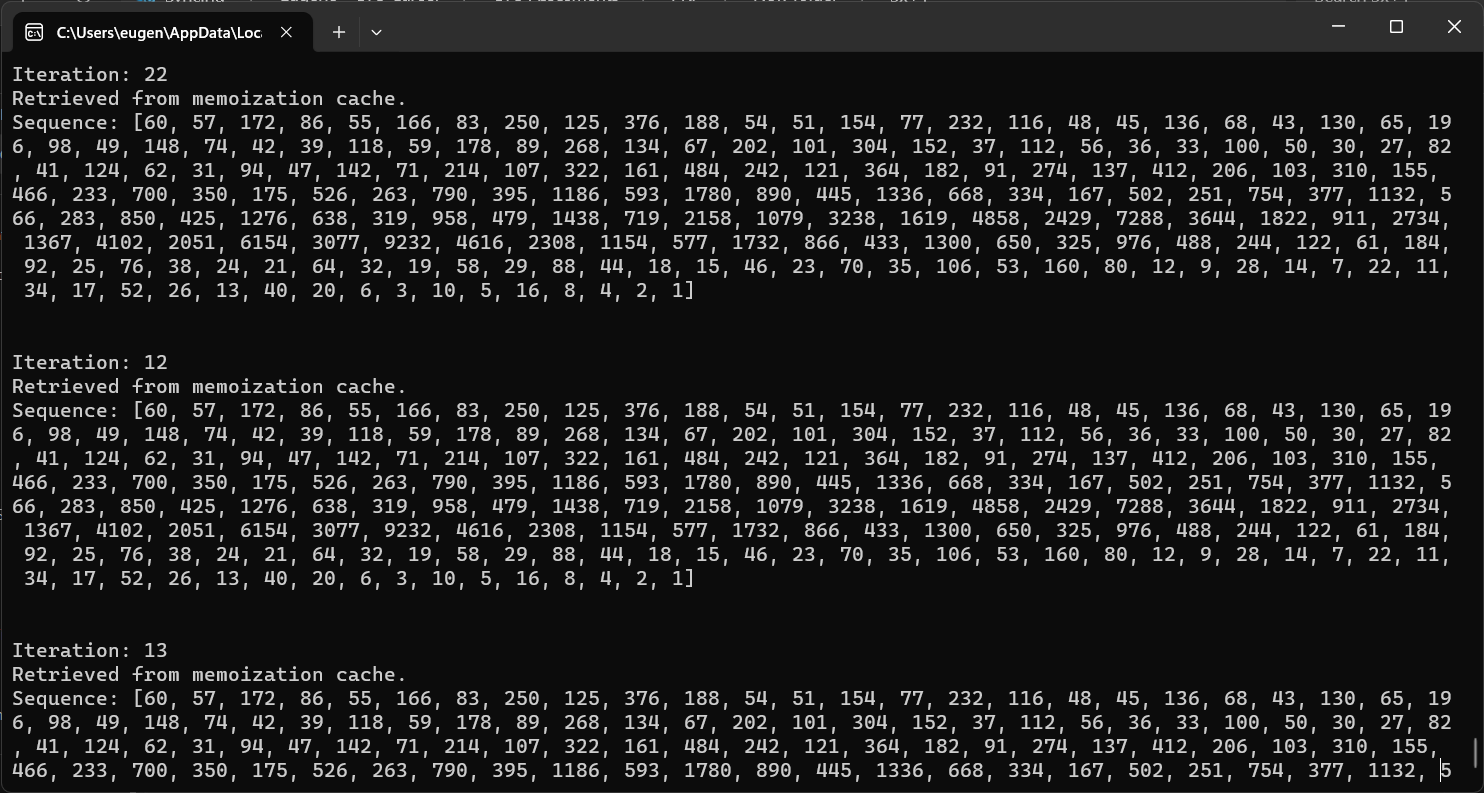 C:\Users\eugen\AppData\Loca
Iteration: 22
Retrieved from memoization cache.
Sequence: [60, 57, 172, 86, 55, 166, 83, 250, 125, 376, 188, 54, 51, 154, 77, 232, 116, 48, 45, 136, 68, 43, 130, 65, 19
6, 98, 49, 148, 74, 42, 39, 118, 59, 178, 89, 268, 134, 67, 202, 101, 304, 152, 37, 112, 56, 36, 33, 100, 50, 30, 27, 82
, 41, 124, 62, 31, 94, 47, 142, 71, 214, 107, 322, 161, 484, 242, 121, 364, 182, 91, 274, 137, 412, 206, 103, 310, 155,
466, 233, 700, 350, 175, 526, 263, 790, 395, 1186, 593, 1780, 890, 445, 1336, 668, 334, 167, 502, 251, 754, 377, 1132, 5
66, 283, 850, 425, 1276, 638, 319, 958, 479, 1438, 719, 2158, 1079, 3238, 1619, 4858, 2429, 7288, 3644, 1822, 911, 2734,
1367, 4102, 2051, 6154, 3077, 9232, 4616, 2308, 1154, 577, 1732, 866, 433, 1300, 650, 325, 976, 488, 244, 122, 61, 184,
92, 25, 76, 38, 24, 21, 64, 32, 19, 58, 29, 88, 44, 18, 15, 46, 23, 70, 35, 106, 53, 160, 80, 12, 9, 28, 14, 7, 22, 11,
34, 17, 52, 26, 13, 40, 20, 6, 3, 10, 5, 16, 8, 4, 2, 1]
Iteration: 12
Retrieved from memoization cache.
Sequence: [60, 57, 172, 86, 55, 166, 83, 250, 125, 376, 188, 54, 51, 154, 77, 232, 116, 48, 45, 136, 68, 43, 130, 65, 19
6, 98, 49, 148, 74, 42, 39, 118, 59, 178, 89, 268, 134, 67, 202, 101, 304, 152, 37, 112, 56, 36, 33, 100, 50, 30, 27, 82
, 41, 124, 62, 31, 94, 47, 142, 71, 214, 107, 322, 161, 484, 242, 121, 364, 182, 91, 274, 137, 412, 206, 103, 310, 155,
466, 233, 700, 350, 175, 526, 263, 790, 395, 1186, 593, 1780, 890, 445, 1336, 668, 334, 167, 502, 251, 754, 377, 1132, 5
66, 283, 850, 425, 1276, 638, 319, 958, 479, 1438, 719, 2158, 1079, 3238, 1619, 4858, 2429, 7288, 3644, 1822, 911, 2734,
1367, 4102, 2051, 6154, 3077, 9232, 4616, 2308, 1154, 577, 1732, 866, 433, 1300, 650, 325, 976, 488, 244, 122, 61, 184,
92, 25, 76, 38, 24, 21, 64, 32, 19, 58, 29, 88, 44, 18, 15, 46, 23, 70, 35, 106, 53, 160, 80, 12, 9, 28, 14, 7, 22, 11,
34, 17, 52, 26, 13, 40, 20, 6, 3, 10, 5, 16, 8, 4, 2, 1]
Iteration: 13
Retrieved from memoization cache.
Sequence: [60, 57, 172, 86, 55, 166, 83, 250, 125, 376, 188, 54, 51, 154, 77, 232, 116, 48, 45, 136, 68, 43, 130, 65, 19
6, 98, 49, 148, 74, 42, 39, 118, 59, 178, 89, 268, 134, 67, 202, 101, 304, 152, 37, 112, 56, 36, 33, 100, 50, 30, 27, 82
, 41, 124, 62, 31, 94, 47, 142, 71, 214, 107, 322, 161, 484, 242, 121, 364, 182, 91, 274, 137, 412, 206, 103, 310, 155,
466, 233, 700, 350, 175, 526, 263, 790, 395, 1186, 593, 1780, 890, 445, 1336, 668, 334, 167, 502, 251, 754, 377, 1132, 5